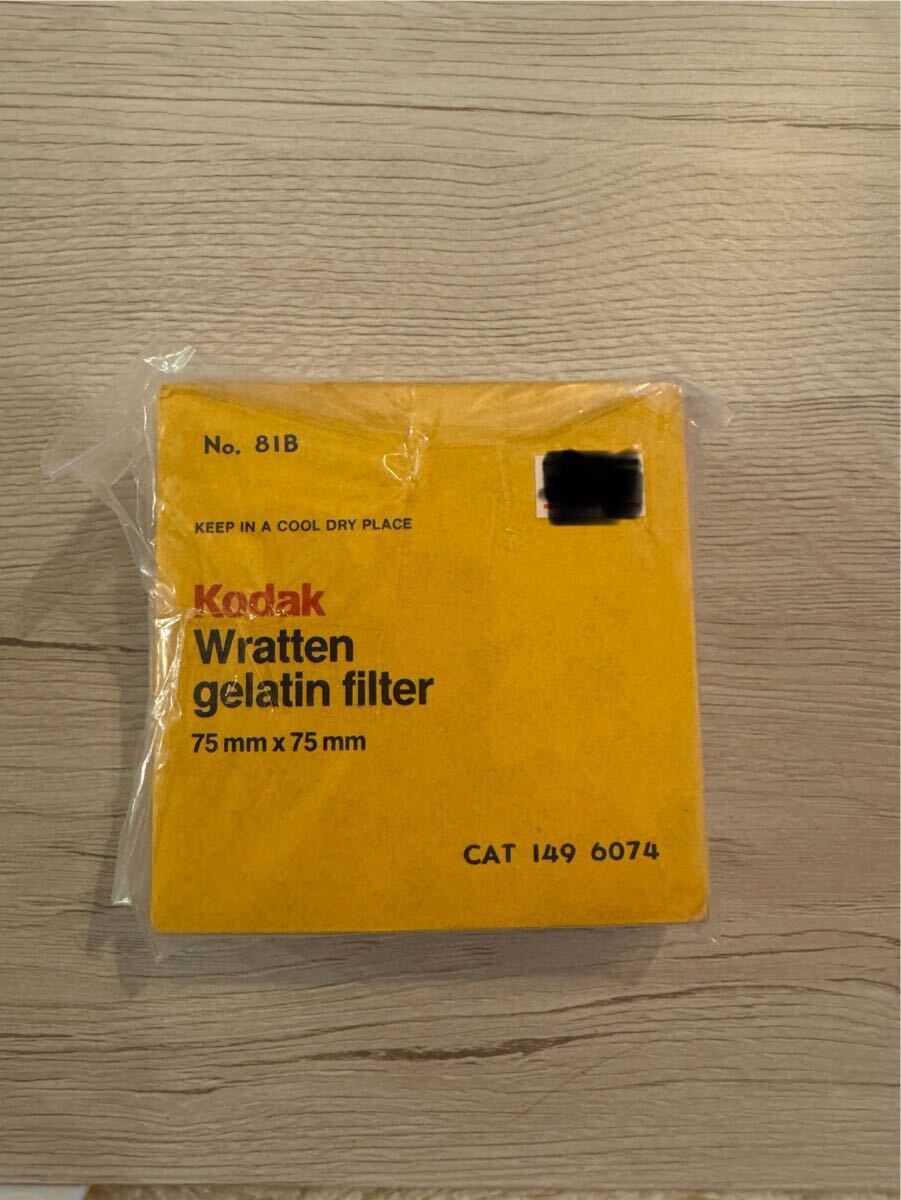 No. 81B
KEEP IN A COOL DRY PLACE
Kodak
Wratten
gelatin filter
75 mm x 75 mm
CAT 149 6074